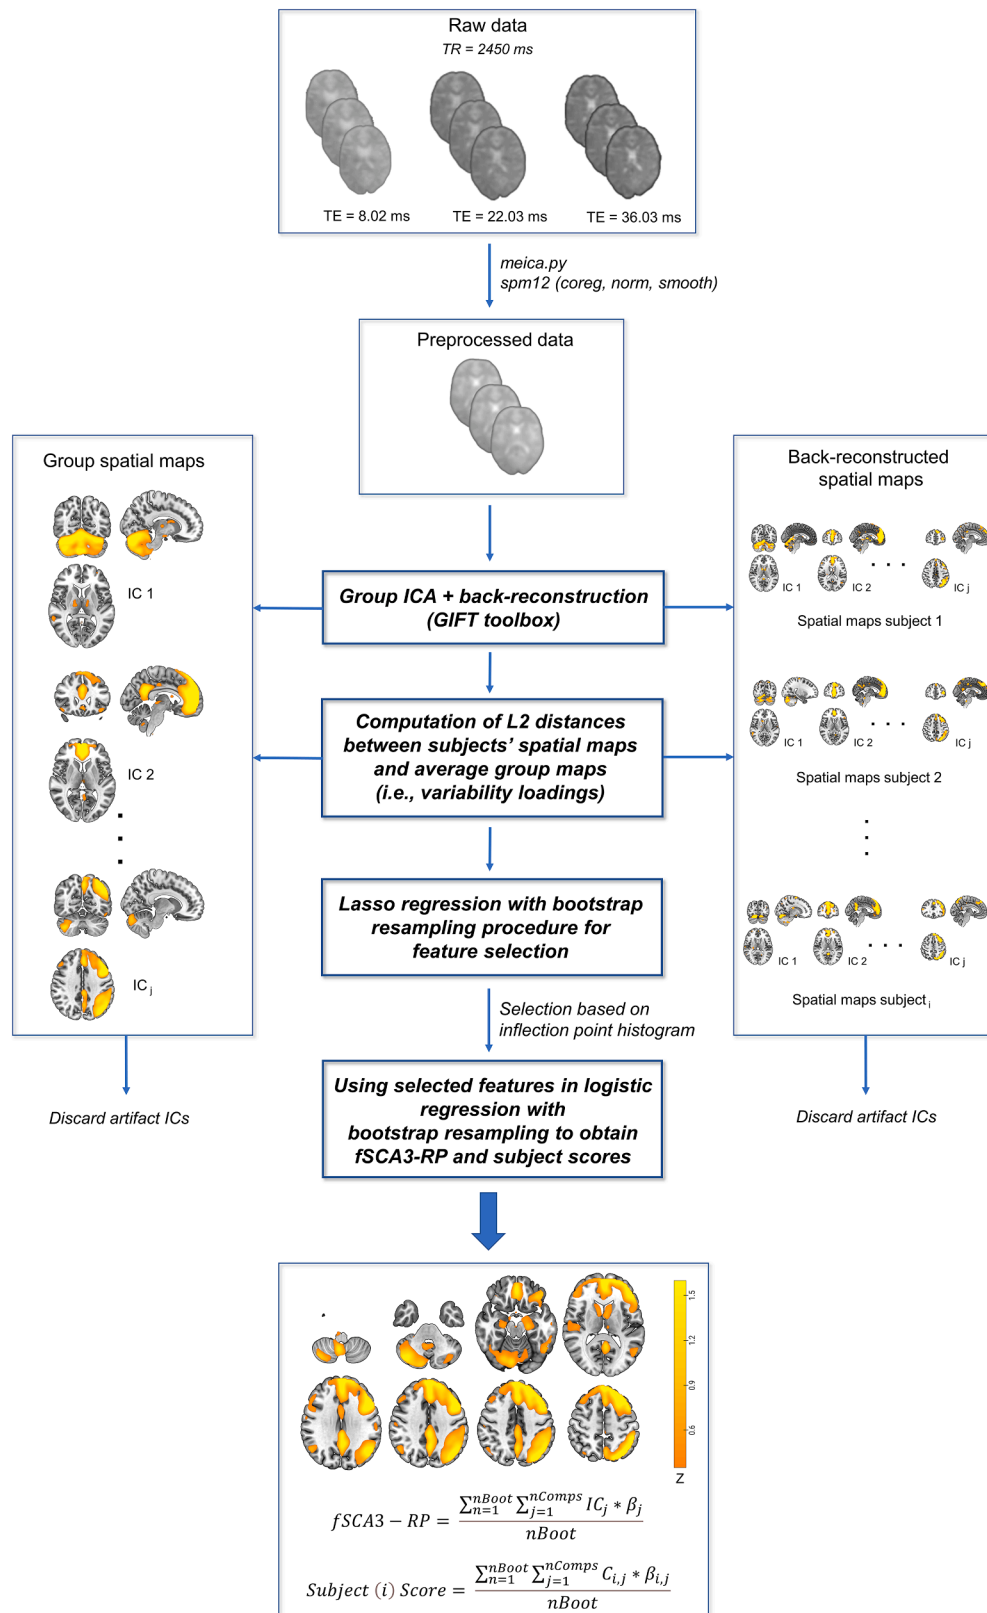 Raw data
TR = 2450 ms
TE = 8.02 ms
TE = 22.03 ms
TE = 36.03 ms
meica.py
spm12 (coreg, norm, smooth)
Preprocessed data
Group spatial maps
IC 1
IC 2
IC j
Discard artifact ICs
Group ICA + back-reconstruction
(GIFT toolbox)
Computation of L2 distances
between subjects' spatial maps
and average group maps
(i.e., variability loadings)
Lasso regression with bootstrap
resampling procedure for
feature selection
Selection based on
inflection point histogram
Using selected features in logistic
regression with
bootstrap resampling to obtain
fSCA3-RP and subject scores
Back-reconstructed
spatial maps
IC 1
IC 2
IC j
Spatial maps subject 1
IC 1
IC 2
IC j
Spatial maps subject 2
IC 1
IC 2
IC j
Spatial maps subject i
Discard artifact ICs
1.5
1.2
0.9
0.6
Z
fSCA3 − RP = ∑_{n=1}^{nBoot} ∑_{j=1}^{nComps} IC_j * β_j / nBoot
Subject (i) Score = ∑_{n=1}^{nBoot} ∑_{j=1}^{nComps} C_{i,j} * β_{i,j} / nBoot